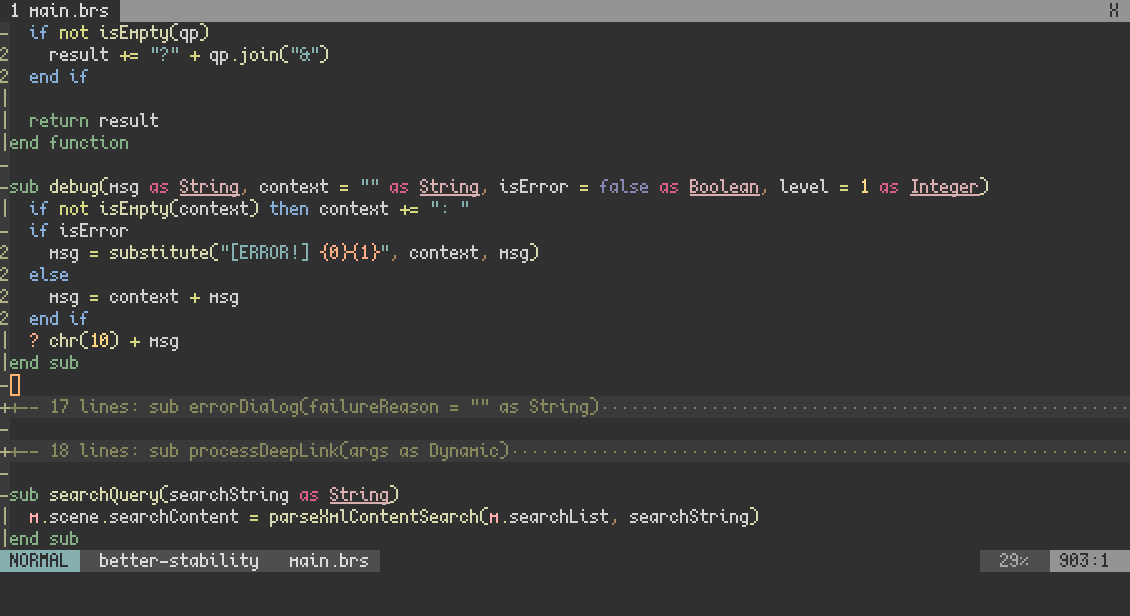 1 main.brs X
if not isEmpty(qp)
2 result += "?" + qp.join("&")
2 end if
return result
end function
sub debug(msg as String, context = "" as String, isError = false as Boolean, level = 1 as Integer)
if not isEmpty(context) then context += ": "
if isError
2 msg = substitute("[ERROR!] {0}{1}", context, msg)
2 else
2 msg = context + msg
2 end if
? chr(10) + msg
end sub
+--- 17 lines: sub errorDialog(failureReason = "" as String)
+--- 18 lines: sub processDeepLink(args as Dynamic)
sub searchQuery(searchString as String)
m.scene.searchContent = parseXmlContentSearch(m.searchList, searchString)
end sub
NORMAL better-stability main.brs 29% 903:1